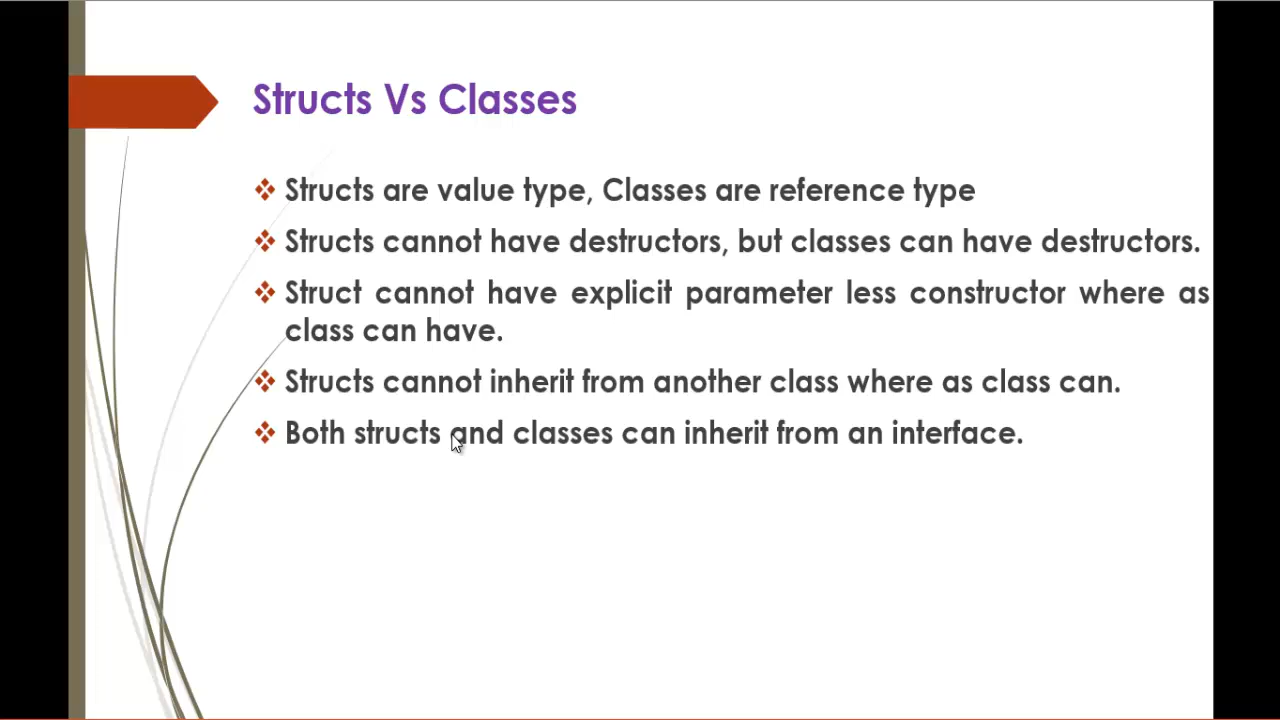 Structs Vs Classes
Structs are value type, Classes are reference type
Structs cannot have destructors, but classes can have destructors.
Struct cannot have explicit parameter less constructor where as
class can have.
Structs cannot inherit from another class where as class can.
Both structs and classes can inherit from an interface.